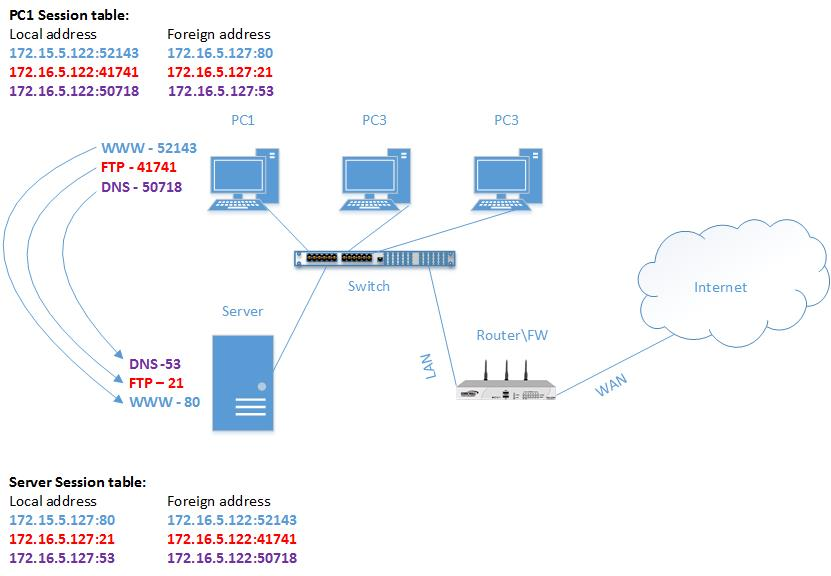 PC1 Session table:
Local address Foreign address
172.15.5.122:52143 172.16.5.127:80
172.16.5.122:41741 172.16.5.127:21
172.16.5.122:50718 172.16.5.127:53
PC1 PC3 PC3
WWW - 52143
FTP - 41741
DNS - 50718
Switch
Internet
Server
Router\FW
LAN
WAN
DNS -53
FTP – 21
WWW - 80
Server Session table:
Local address Foreign address
172.15.5.127:80 172.16.5.122:52143
172.16.5.127:21 172.16.5.122:41741
172.16.5.127:53 172.16.5.122:50718